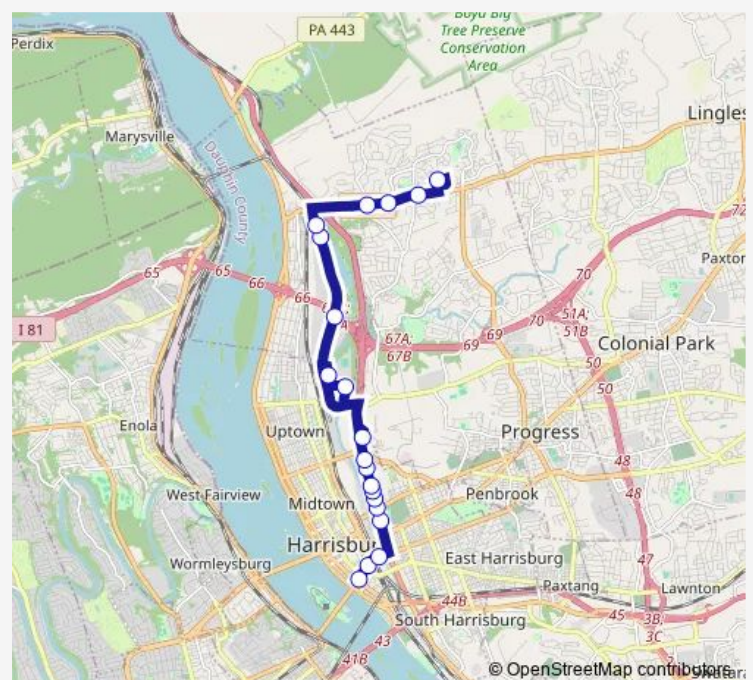 Perdix
PA 443
Boyd Big
Tree Preserve
Conservation
Area
Lingles
Marysville
Dauphin County
72
65
65
66
66
70
Paxton
I 81
67A;
67B
69
69
70
51A;
51B
Colonial Park
50
50
Enola
Uptown
Progress
48
West Fairview
Midtown
Penbrook
48
Harrisbu
East Harrisburg
47
Wormleysburg
Paxtang
Lawnton
44B
45
3B,
3C
South Harrisburg
43
41B
© OpenStreetMap contributors